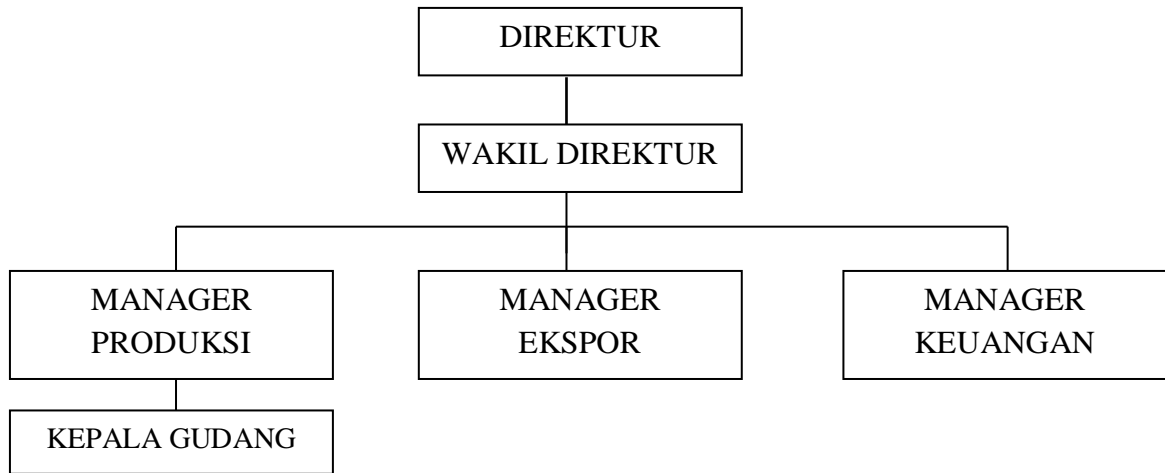 DIREKTUR
WAKIL DIREKTUR
MANAGER
PRODUKSI
MANAGER
EKSPOR
MANAGER
KEUANGAN
KEPALA GUDANG